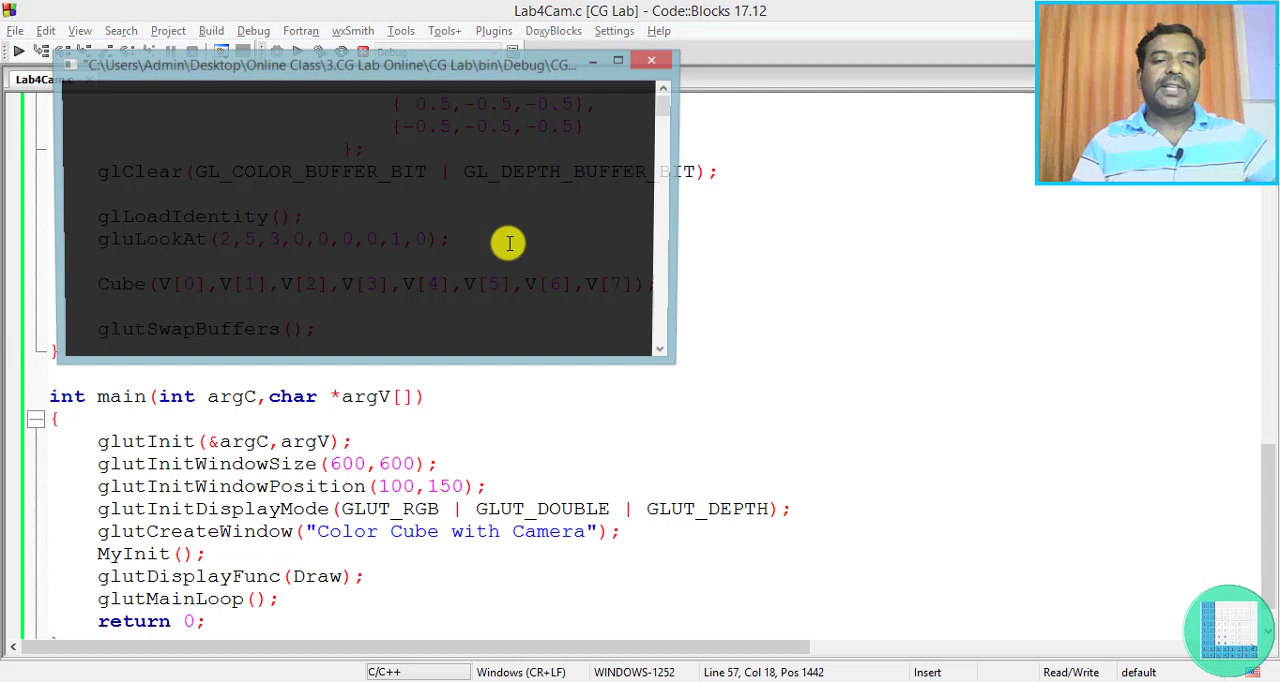 Lab4Cam.c [CG Lab] - Code::Blocks 17.12
File Edit View Search Project Build Debug Fortran wxSmith Tools Tools+ Plugins DoxyBlocks Settings Help
Debug
"C:\Users\Admin\Desktop\Online Class\3.CG Lab Online\CG Lab\bin\Debug\CG...
Lab4Cam.c
{ 0.5,-0.5,-0.5},
{-0.5,-0.5,-0.5}
};
glClear(GL_COLOR_BUFFER_BIT | GL_DEPTH_BUFFER_BIT);
glLoadIdentity();
gluLookAt(2,5,3,0,0,0,0,1,0);
Cube(V[0],V[1],V[2],V[3],V[4],V[5],V[6],V[7]);
glutSwapBuffers();
}
int main(int argC,char *argV[])
{
glutInit(&argC,argV);
glutInitWindowSize(600,600);
glutInitWindowPosition(100,150);
glutInitDisplayMode(GLUT_RGB | GLUT_DOUBLE | GLUT_DEPTH);
glutCreateWindow("Color Cube with Camera");
MyInit();
glutDisplayFunc(Draw);
glutMainLoop();
return 0;
C/C++ Windows (CR+LF) WINDOWS-1252 Line 57, Col 18, Pos 1442 Insert Read/Write default